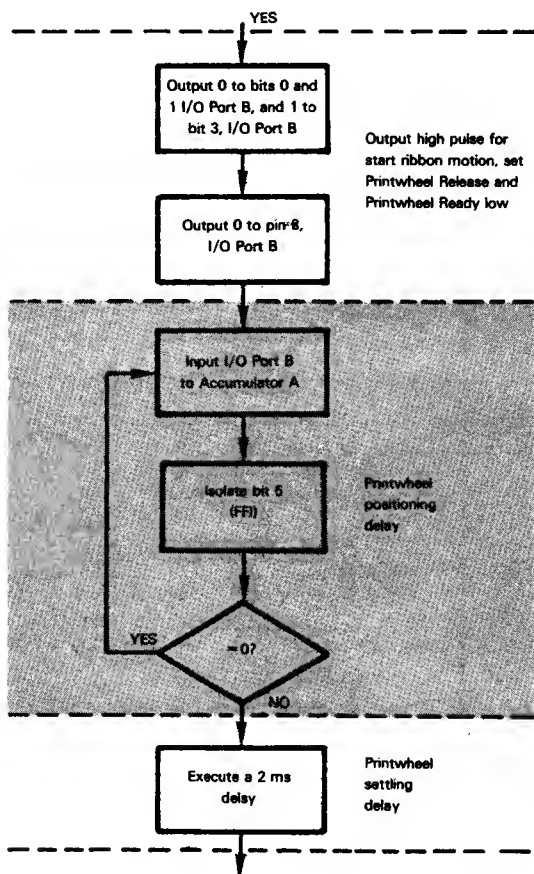 YES
Output 0 to bits 0 and
1 I/O Port B, and 1 to
bit 3, I/O Port B
Output high pulse for
start ribbon motion, set
Printwheel Release and
Printwheel Ready low
Output 0 to pin 8,
I/O Port B
Input I/O Port B
to Accumulator A
Isolate bit 5
(FFI)
Printwheel
positioning
delay
YES
= 0?
NO
Execute a 2 ms
delay
Printwheel
settling
delay